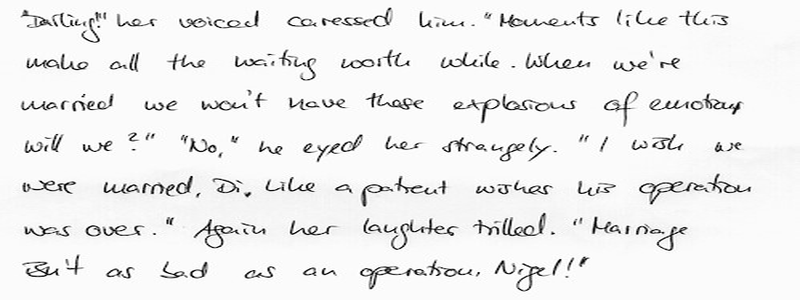 "Darling" her voiced caressed him. "Moments like this
make all the waiting worth while. When we're
married we won't have these explosions of emotions
will we?" "No," he eyed her strangely. "I wish we
were married, Di. Like a patient wishes his operation
was over." Again her laughter trilled. "Marriage
isn't as bad as an operation, Nigel!"